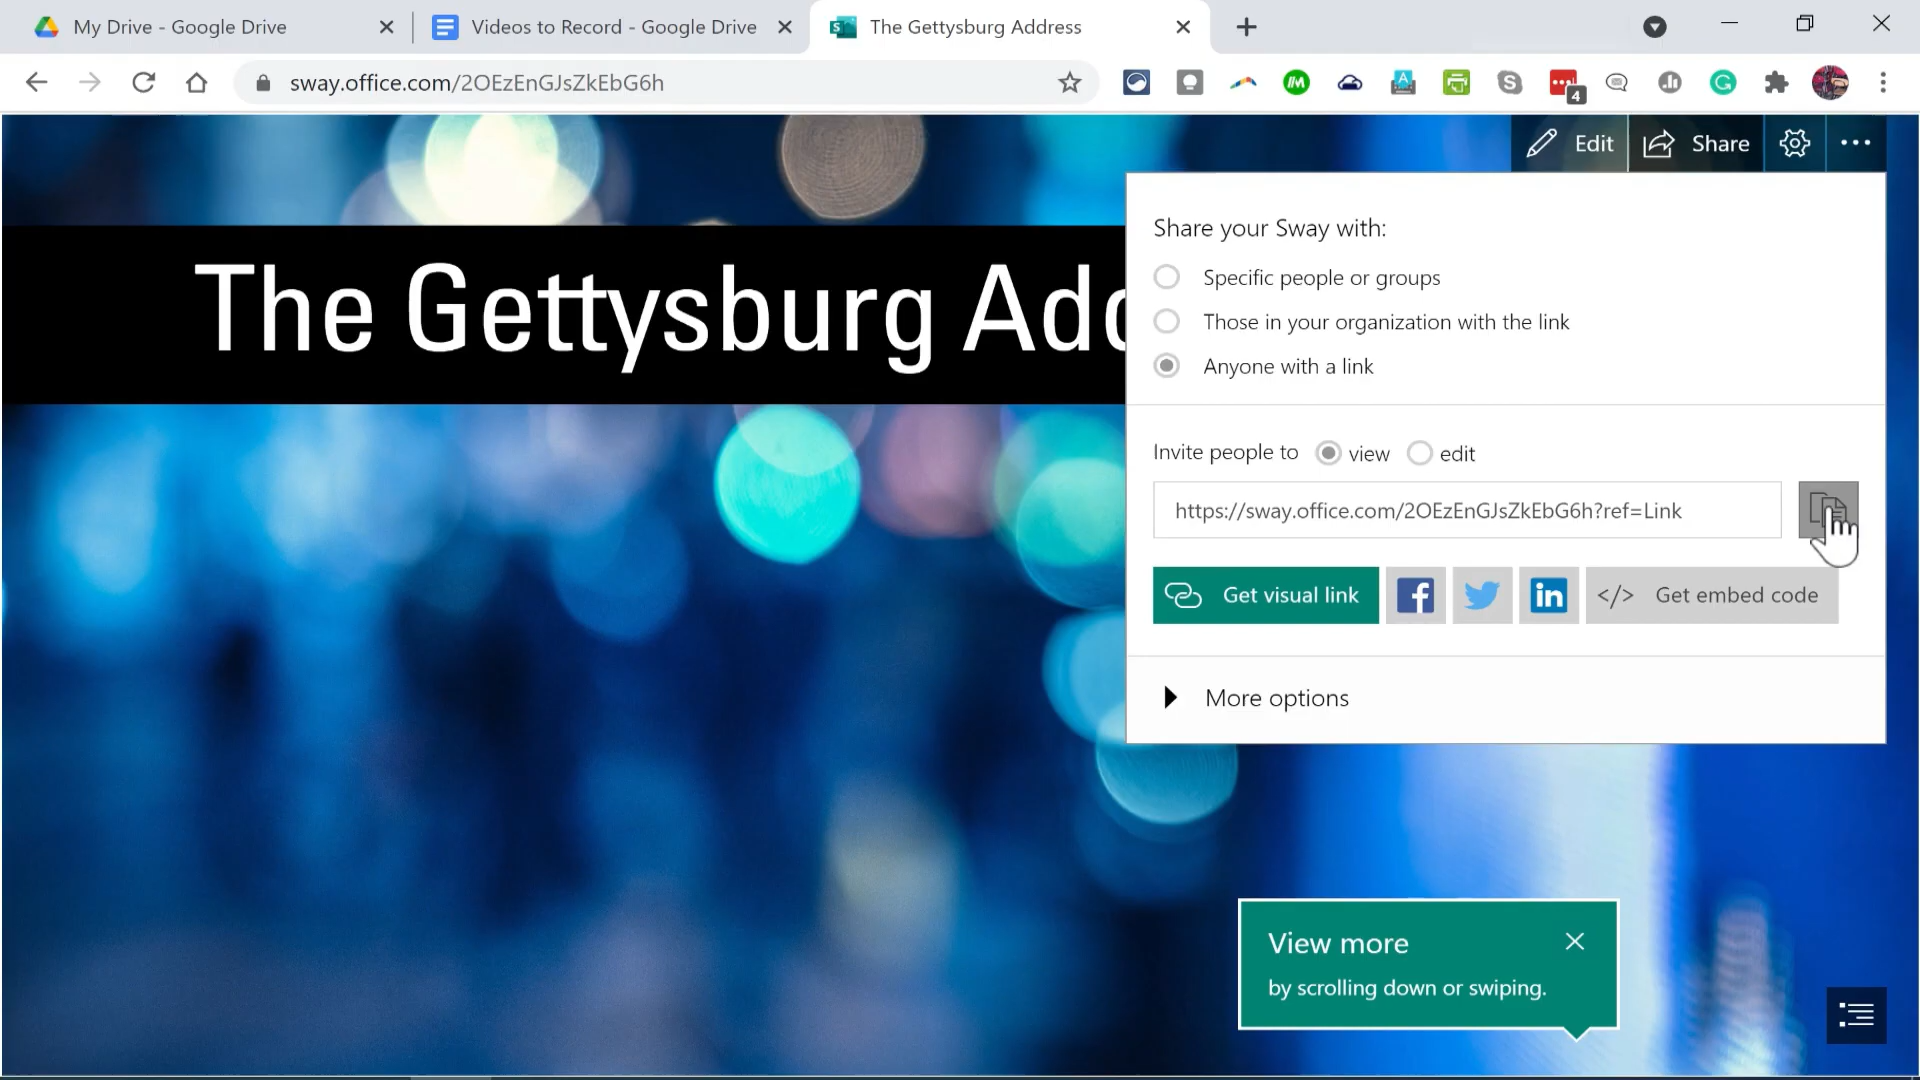 My Drive - Google Drive
Videos to Record - Google Drive
The Gettysburg Address
sway.office.com/2OEzEnGJsZkEbG6h
4
Edit
Share
The Gettysburg Add
Share your Sway with:
Specific people or groups
Those in your organization with the link
Anyone with a link
Invite people to view edit
https://sway.office.com/2OEzEnGJsZkEbG6h?ref=Link
Get visual link
</> Get embed code
More options
View more
by scrolling down or swiping.